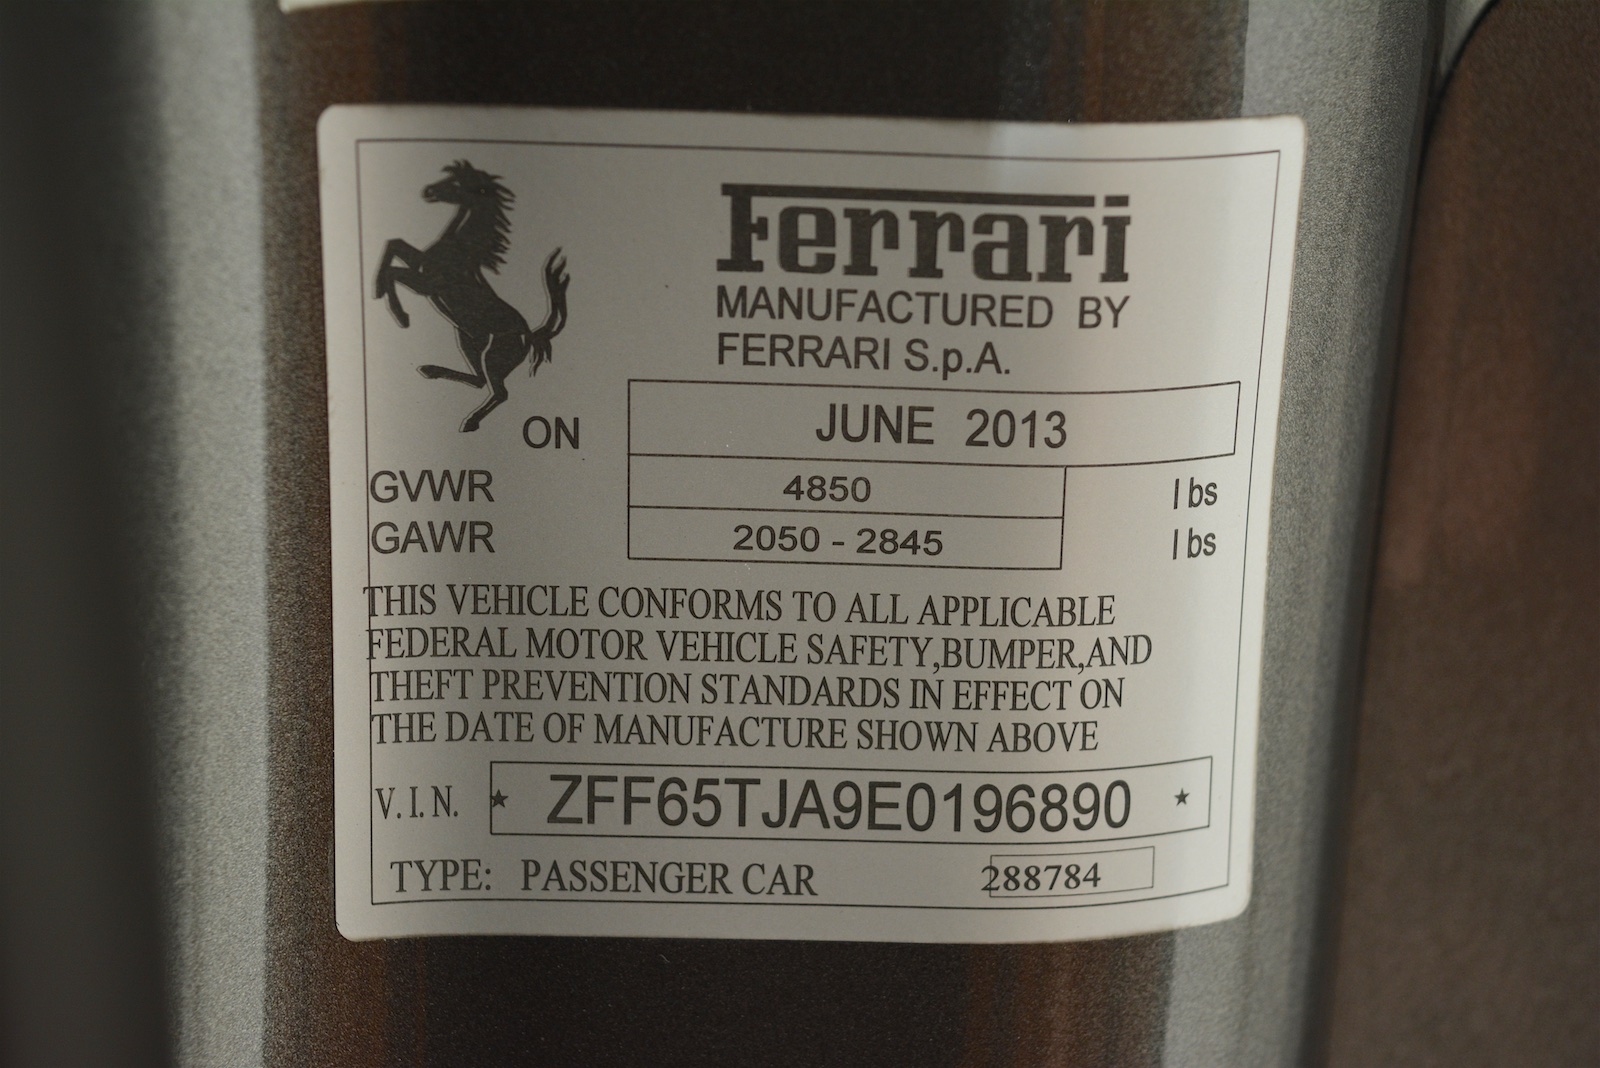 Ferrari
MANUFACTURED BY
FERRARI S.p.A.
ON JUNE 2013
GVWR 4850 lbs
GAWR 2050 - 2845 lbs
THIS VEHICLE CONFORMS TO ALL APPLICABLE
FEDERAL MOTOR VEHICLE SAFETY,BUMPER,AND
THEFT PREVENTION STANDARDS IN EFFECT ON
THE DATE OF MANUFACTURE SHOWN ABOVE
V.I.N. ★ ZFF65TJA9E0196890 ★
TYPE: PASSENGER CAR 288784